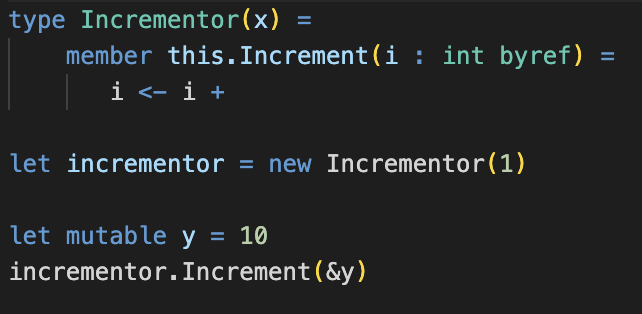 type Incrementor(x) =
    member this.Increment(i : int byref) =
       i <- i +
let incrementor = new Incrementor(1)
let mutable y = 10
incrementor.Increment(&y)